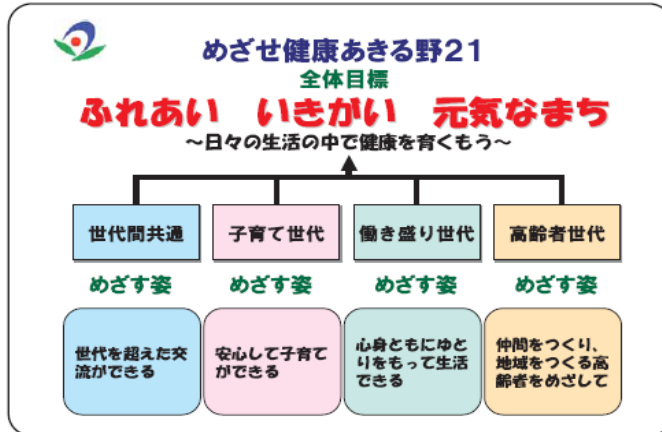 めざせ健康あきる野21
全体目標
ふれあい いきがい 元気なまち
～日々の生活の中で健康を育くもう～
世代間共通
子育て世代
働き盛り世代
高齢者世代
めざす姿
めざす姿
めざす姿
めざす姿
世代を超えた交
流ができる
安心して子育て
ができる
心身ともにゆと
りをもって生活
できる
仲間をつくり、
地域をつくる高
齢者をめざして